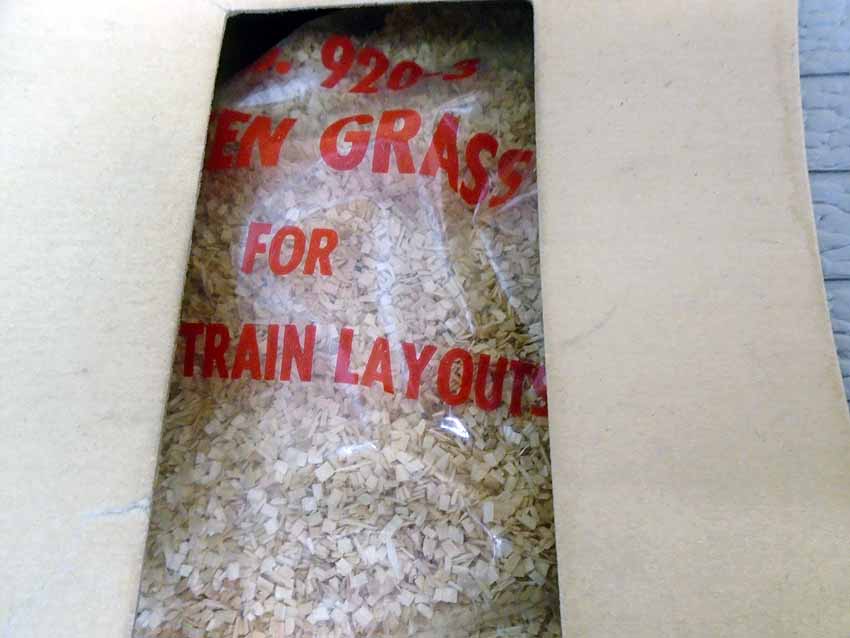 . 920-3
EN GRASS
FOR
TRAIN LAYOUTS